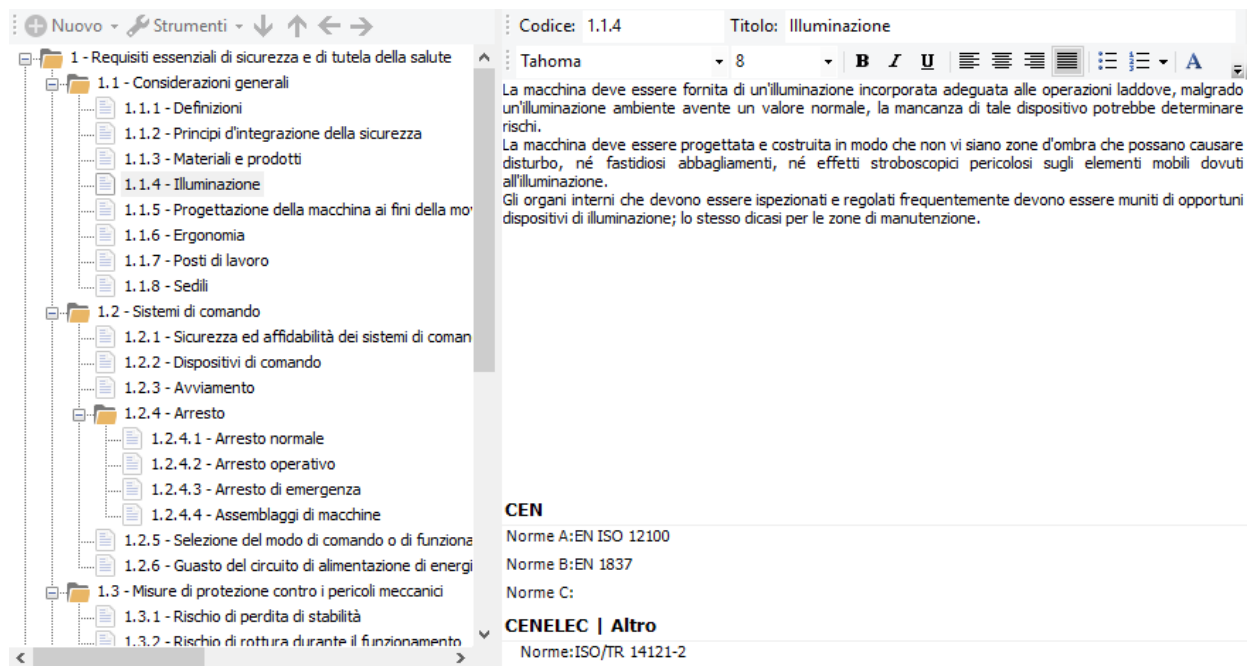 Nuovo Strumenti
1 - Requisiti essenziali di sicurezza e di tutela della salute
1.1 - Considerazioni generali
1.1.1 - Definizioni
1.1.2 - Principi d'integrazione della sicurezza
1.1.3 - Materiali e prodotti
1.1.4 - Illuminazione
1.1.5 - Progettazione della macchina ai fini della mo
1.1.6 - Ergonomia
1.1.7 - Posti di lavoro
1.1.8 - Sedili
1.2 - Sistemi di comando
1.2.1 - Sicurezza ed affidabilità dei sistemi di coman
1.2.2 - Dispositivi di comando
1.2.3 - Avviamento
1.2.4 - Arresto
1.2.4.1 - Arresto normale
1.2.4.2 - Arresto operativo
1.2.4.3 - Arresto di emergenza
1.2.4.4 - Assemblaggi di macchine
1.2.5 - Selezione del modo di comando o di funziona
1.2.6 - Guasto del circuito di alimentazione di energi
1.3 - Misure di protezione contro i pericoli meccanici
1.3.1 - Rischio di perdita di stabilità
1.3.2 - Rischio di rottura durante il funzionamento
Codice: 1.1.4 Titolo: Illuminazione
Tahoma 8 B I U A
La macchina deve essere fornita di un'illuminazione incorporata adeguata alle operazioni laddove, malgrado
un'illuminazione ambiente avente un valore normale, la mancanza di tale dispositivo potrebbe determinare
rischi.
La macchina deve essere progettata e costruita in modo che non vi siano zone d'ombra che possano causare
disturbo, né fastidiosi abbagliamenti, né effetti stroboscopici pericolosi sugli elementi mobili dovuti
all'illuminazione.
Gli organi interni che devono essere ispezionati e regolati frequentemente devono essere muniti di opportuni
dispositivi di illuminazione; lo stesso dicasi per le zone di manutenzione.
CEN
Norme A:EN ISO 12100
Norme B:EN 1837
Norme C:
CENELEC | Altro
Norme:ISO/TR 14121-2